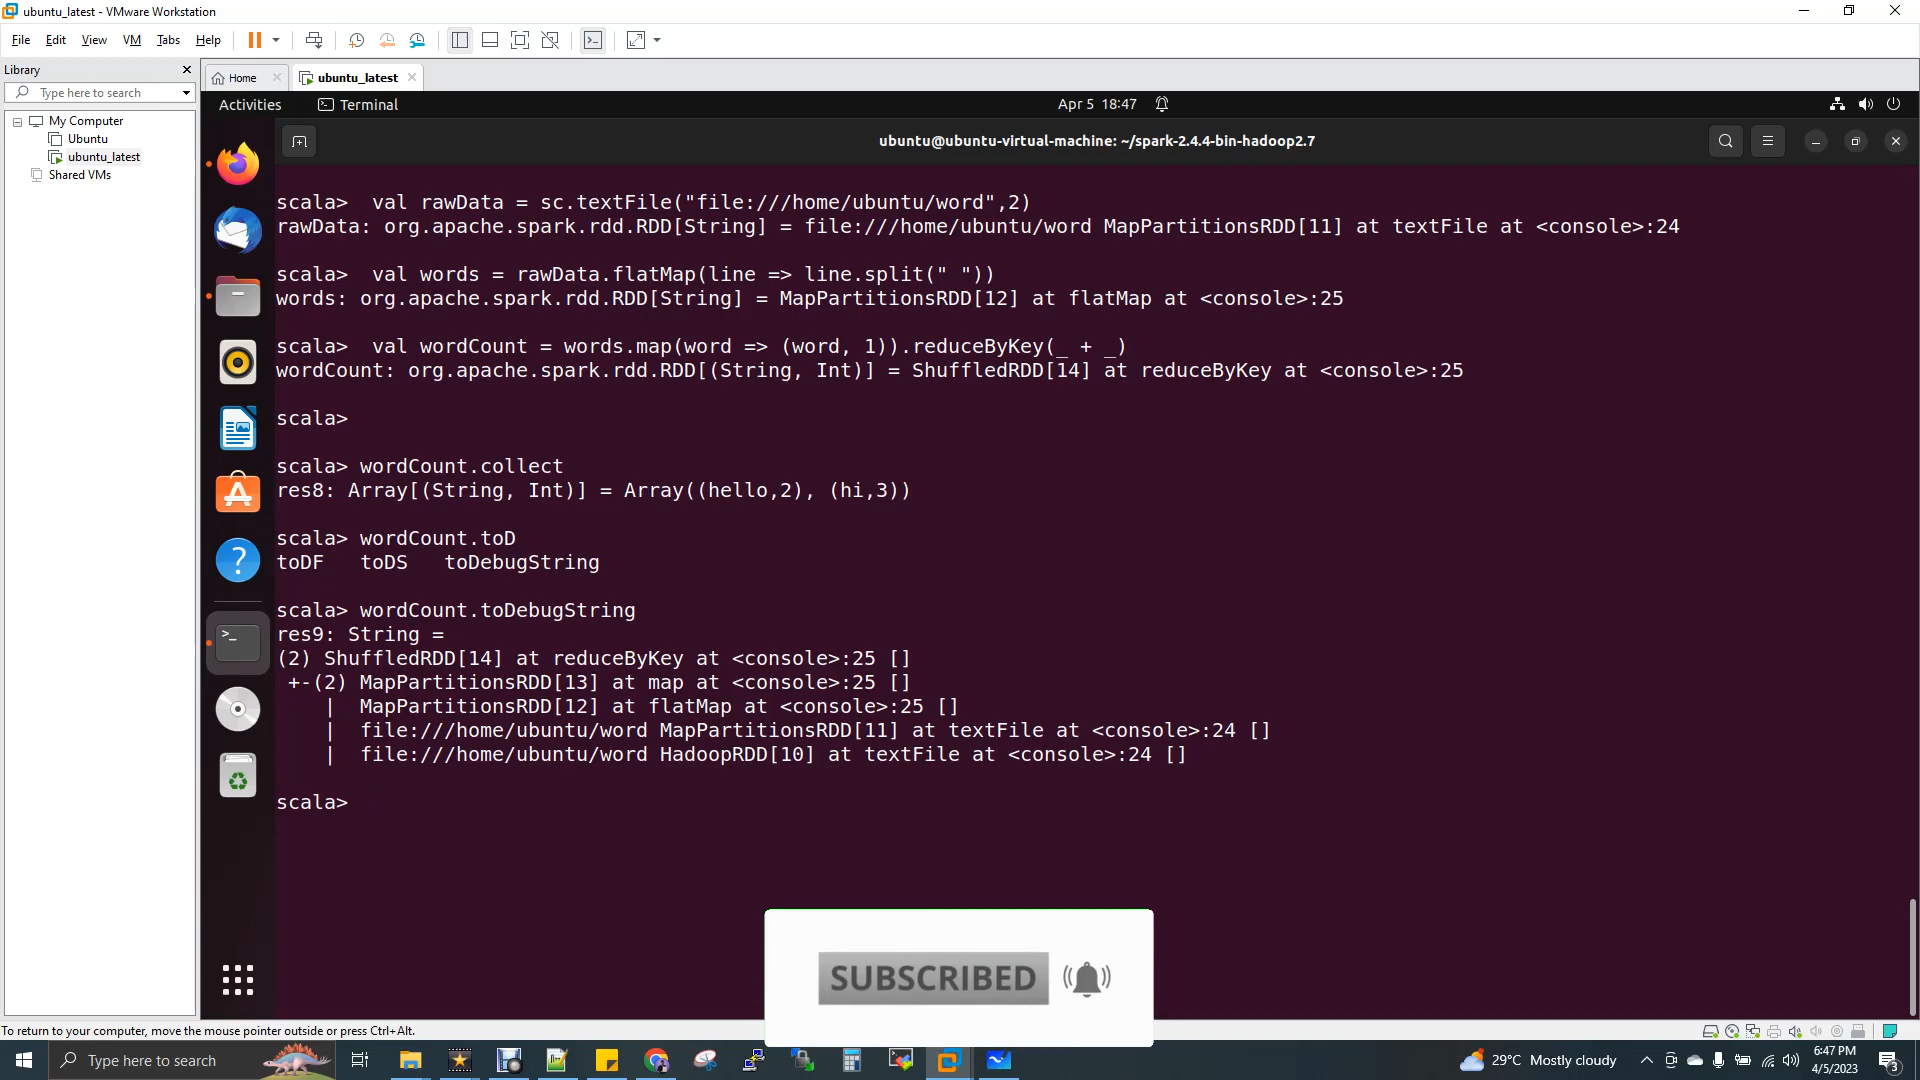 ubuntu_latest - VMware Workstation
File Edit View VM Tabs Help
Library
Type here to search
My Computer
Ubuntu
ubuntu_latest
Shared VMs
Home
ubuntu_latest
Activities
Terminal
Apr 5 18:47
ubuntu@ubuntu-virtual-machine: ~/spark-2.4.4-bin-hadoop2.7
scala>  val rawData = sc.textFile("file:///home/ubuntu/word",2)
rawData: org.apache.spark.rdd.RDD[String] = file:///home/ubuntu/word MapPartitionsRDD[11] at textFile at <console>:24
scala>  val words = rawData.flatMap(line => line.split(" "))
words: org.apache.spark.rdd.RDD[String] = MapPartitionsRDD[12] at flatMap at <console>:25
scala>  val wordCount = words.map(word => (word, 1)).reduceByKey(_ + _)
wordCount: org.apache.spark.rdd.RDD[(String, Int)] = ShuffledRDD[14] at reduceByKey at <console>:25
scala>
scala> wordCount.collect
res8: Array[(String, Int)] = Array((hello,2), (hi,3))
scala> wordCount.toD
toDF   toDS   toDebugString
scala> wordCount.toDebugString
res9: String =
(2) ShuffledRDD[14] at reduceByKey at <console>:25 []
 +-(2) MapPartitionsRDD[13] at map at <console>:25 []
    |  MapPartitionsRDD[12] at flatMap at <console>:25 []
    |  file:///home/ubuntu/word MapPartitionsRDD[11] at textFile at <console>:24 []
    |  file:///home/ubuntu/word HadoopRDD[10] at textFile at <console>:24 []
scala>
SUBSCRIBED
To return to your computer, move the mouse pointer outside or press Ctrl+Alt.
Type here to search
29°C Mostly cloudy
6:47 PM
4/5/2023
3